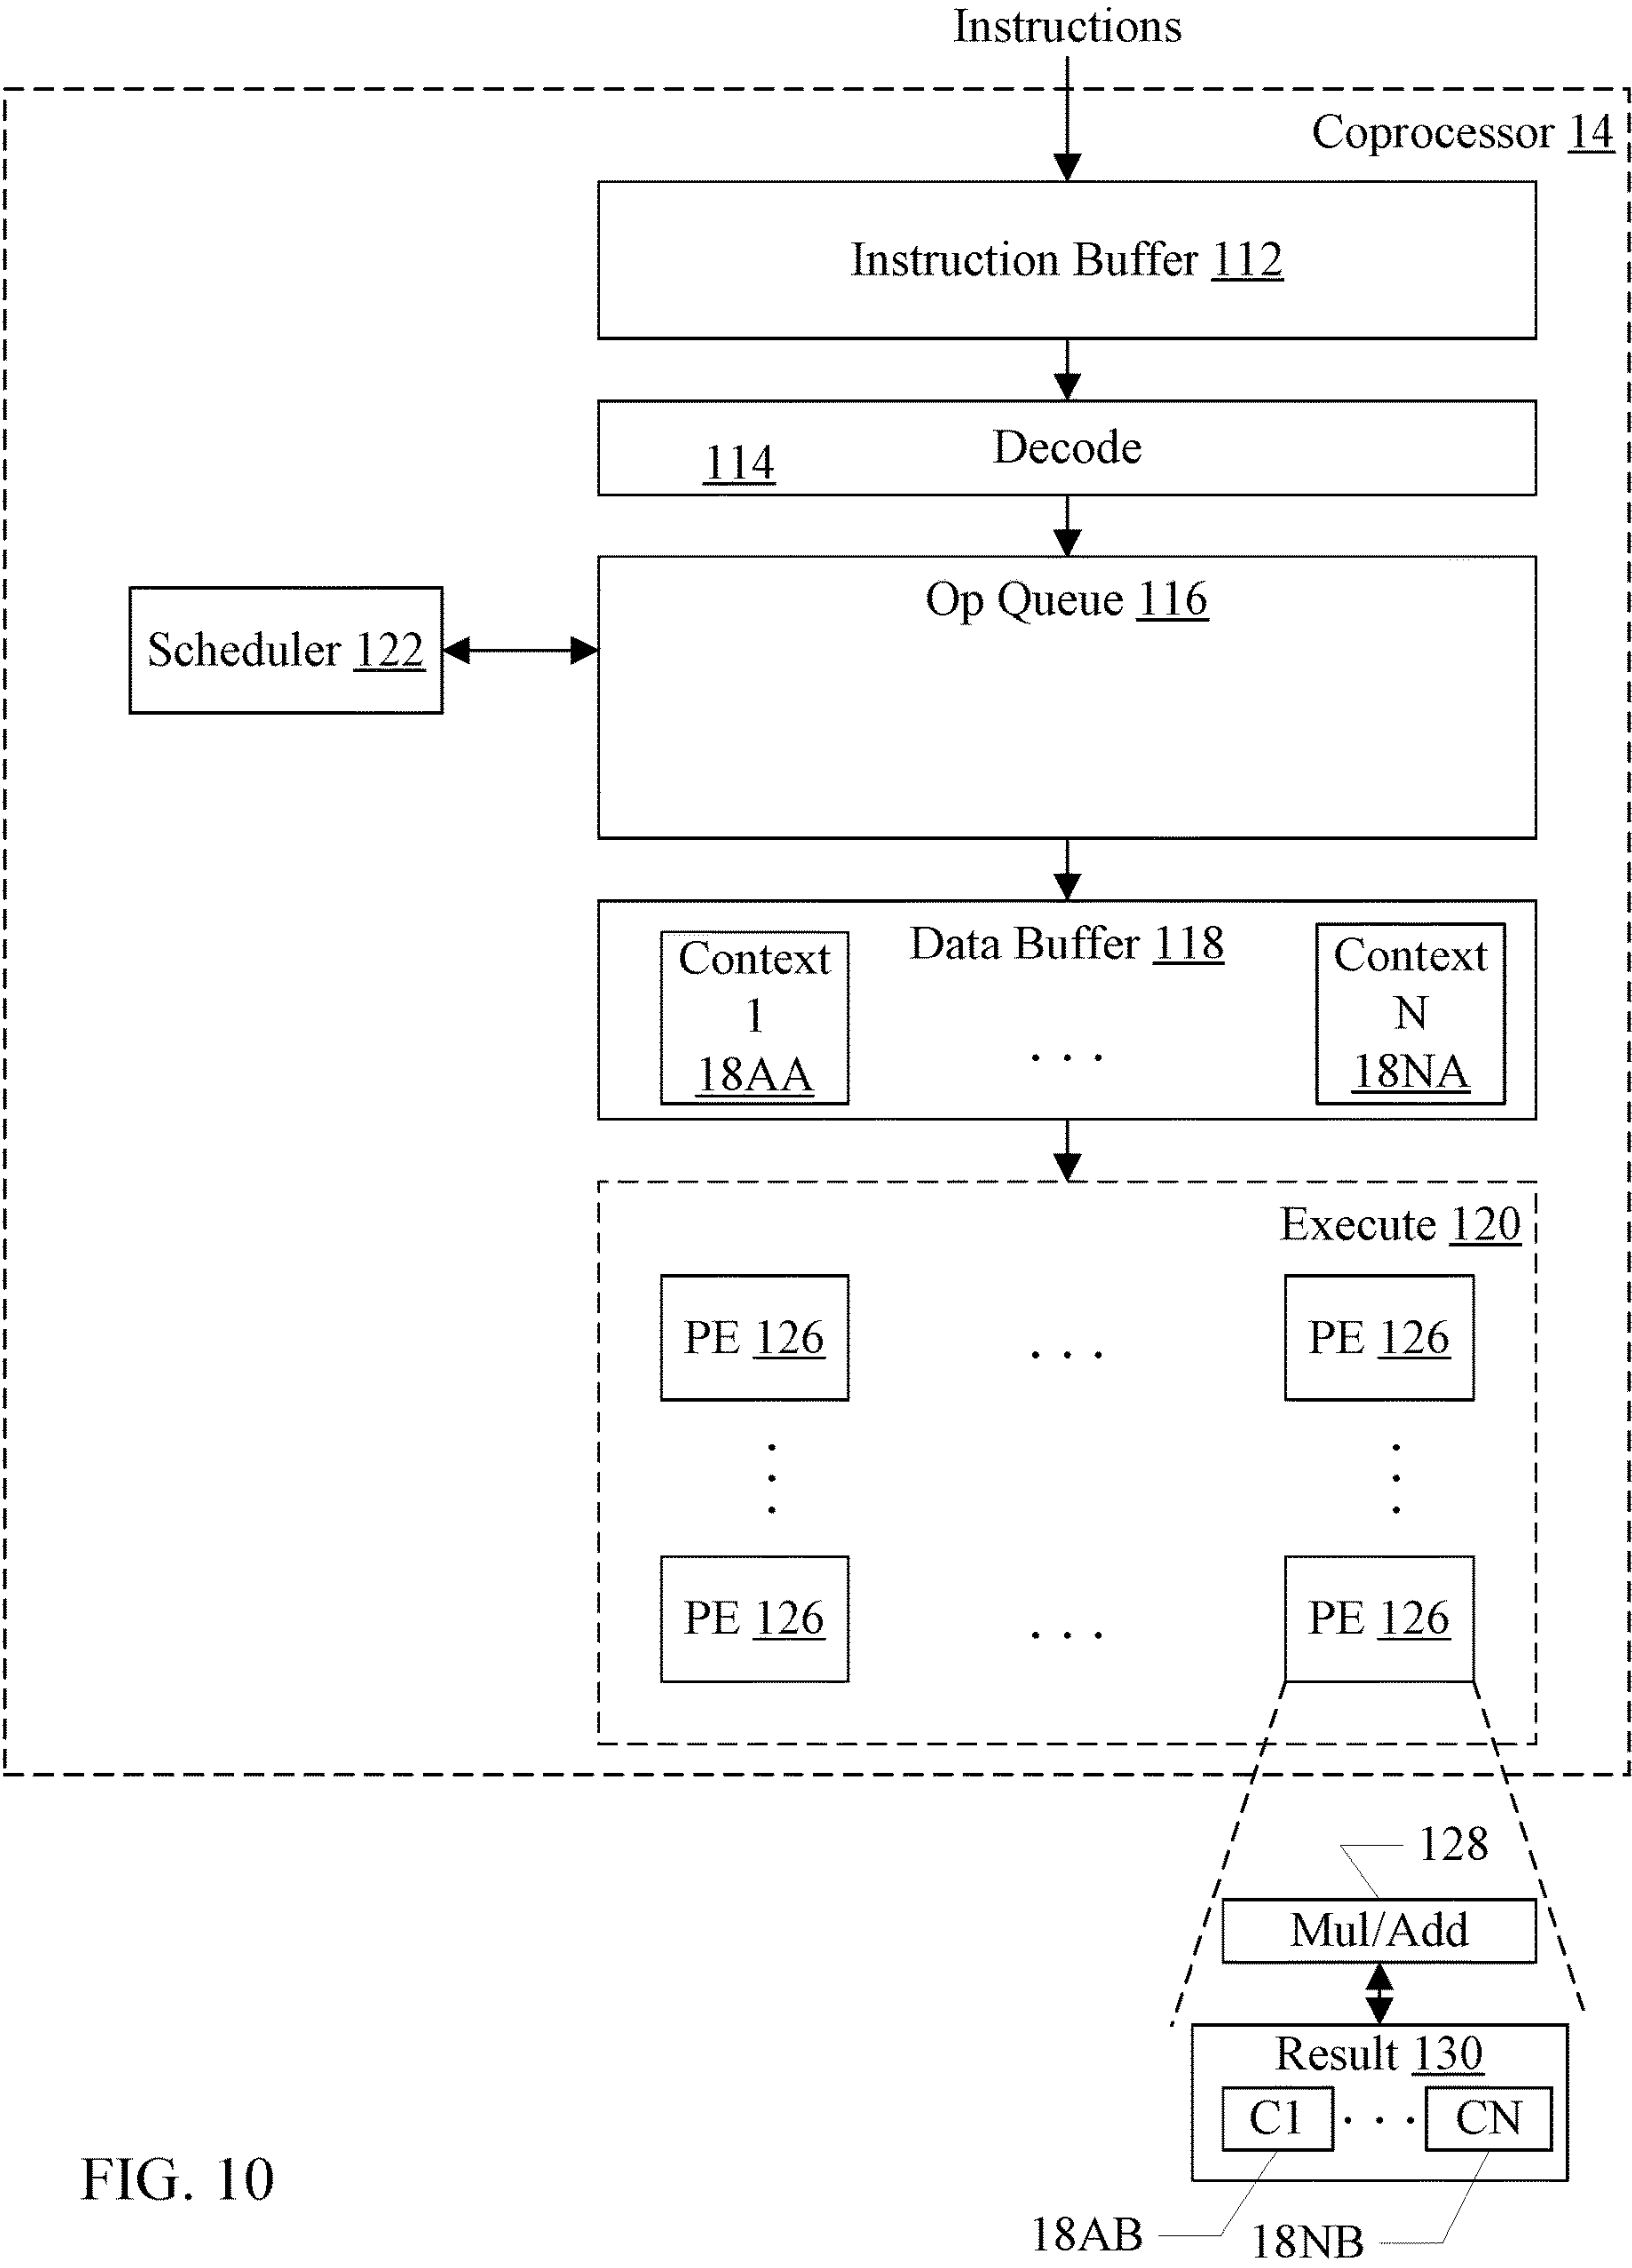 Instructions
Coprocessor 14
Instruction Buffer 112
Decode
114
Op Queue 116
Scheduler 122
Context
1
18AA
Data Buffer 118
. . .
Context
N
18NA
Execute 120
PE 126
. . .
PE 126
PE 126
. . .
PE 126
128
Mul/Add
Result 130
C1 . . . CN
18AB
18NB
FIG. 10